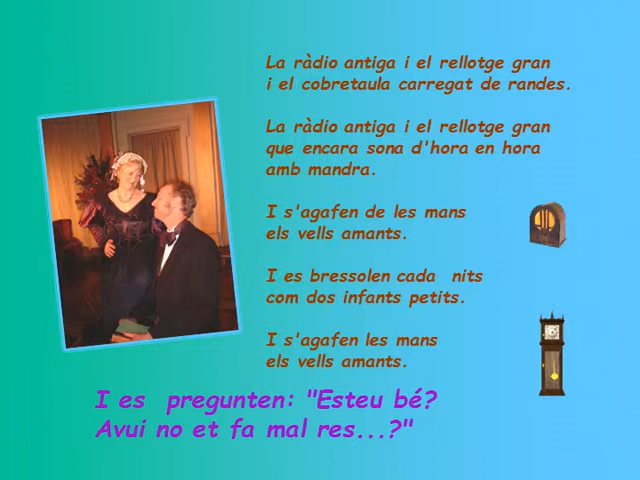 La ràdio antiga i el rellotge gran
i el cobretaula carregat de randes.
La ràdio antiga i el rellotge gran
que encara sona d'hora en hora
amb mandra.
I s'agafen de les mans
els vells amants.
I es bressolen cada nits
com dos infants petits.
I s'agafen les mans
els vells amants.
I es pregunten: "Esteu bé?
Avui no et fa mal res...?"